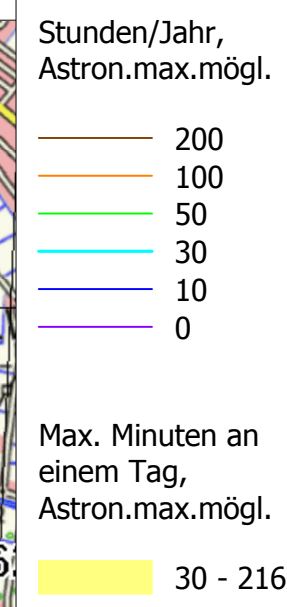 Stunden/Jahr,
Astron.max.mögl.
200
100
50
30
10
0
Max. Minuten an
einem Tag,
Astron.max.mögl.
30 - 216